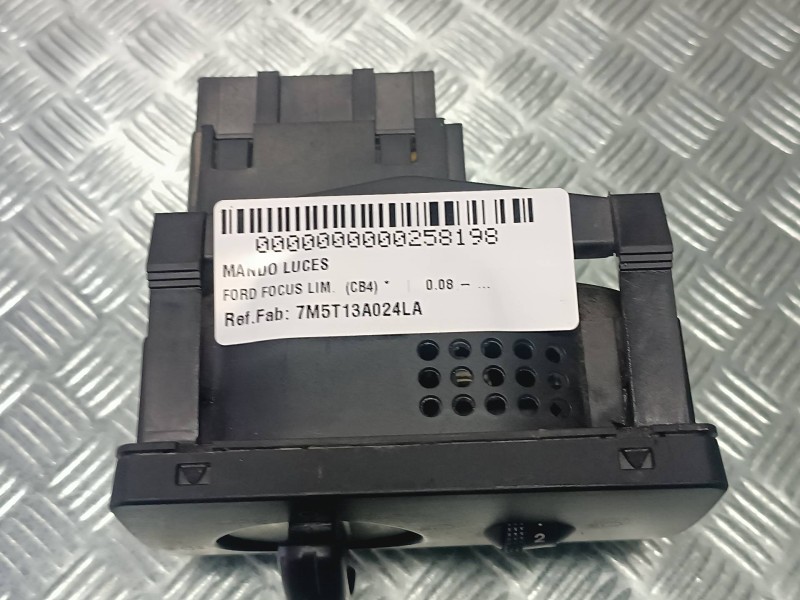 0000000000258198
MANDO LUCES
FORD FOCUS LIM. (CB4) * | 0.08 – ...
Ref.Fab: 7M5T13A024LA
2